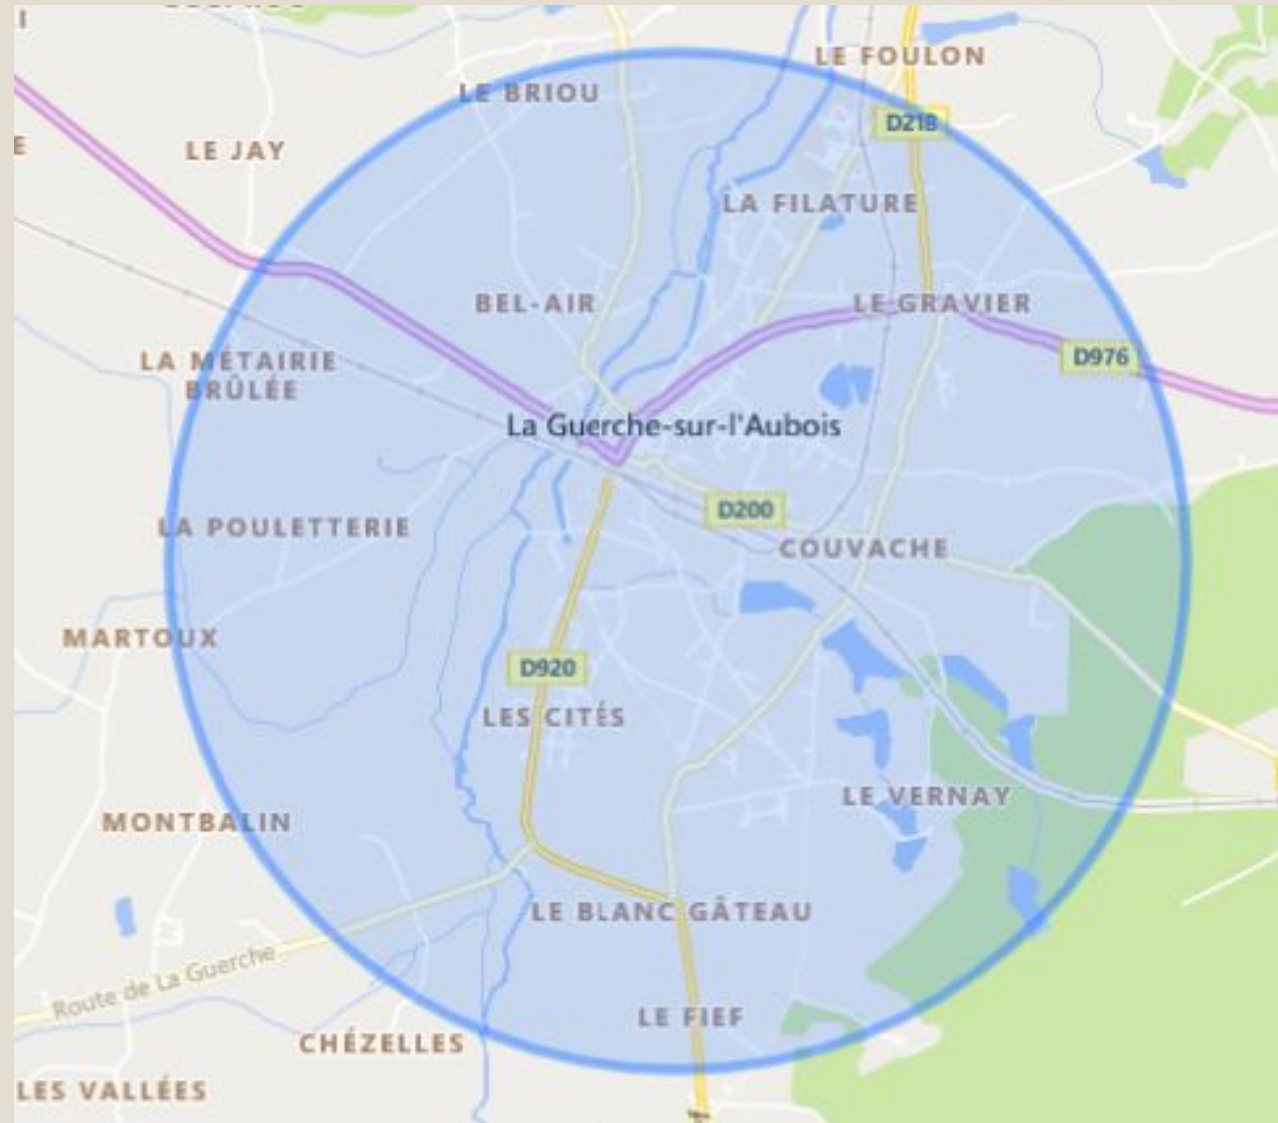 LE FOULON
LE BRIOU
D218
LE JAY
LA FILATURE
BEL-AIR
LE GRAVIER
D976
LA MÉTAIRIE
BRÛLÉE
La Guerche-sur-l'Aubois
D200
LA POULETTERIE
COUVACHE
MARTOUX
D920
LES CITÉS
LE VERNAY
MONTBALIN
LE BLANC GÂTEAU
Route de La Guerche
LE FIEF
CHÉZELLES
LES VALLÉES